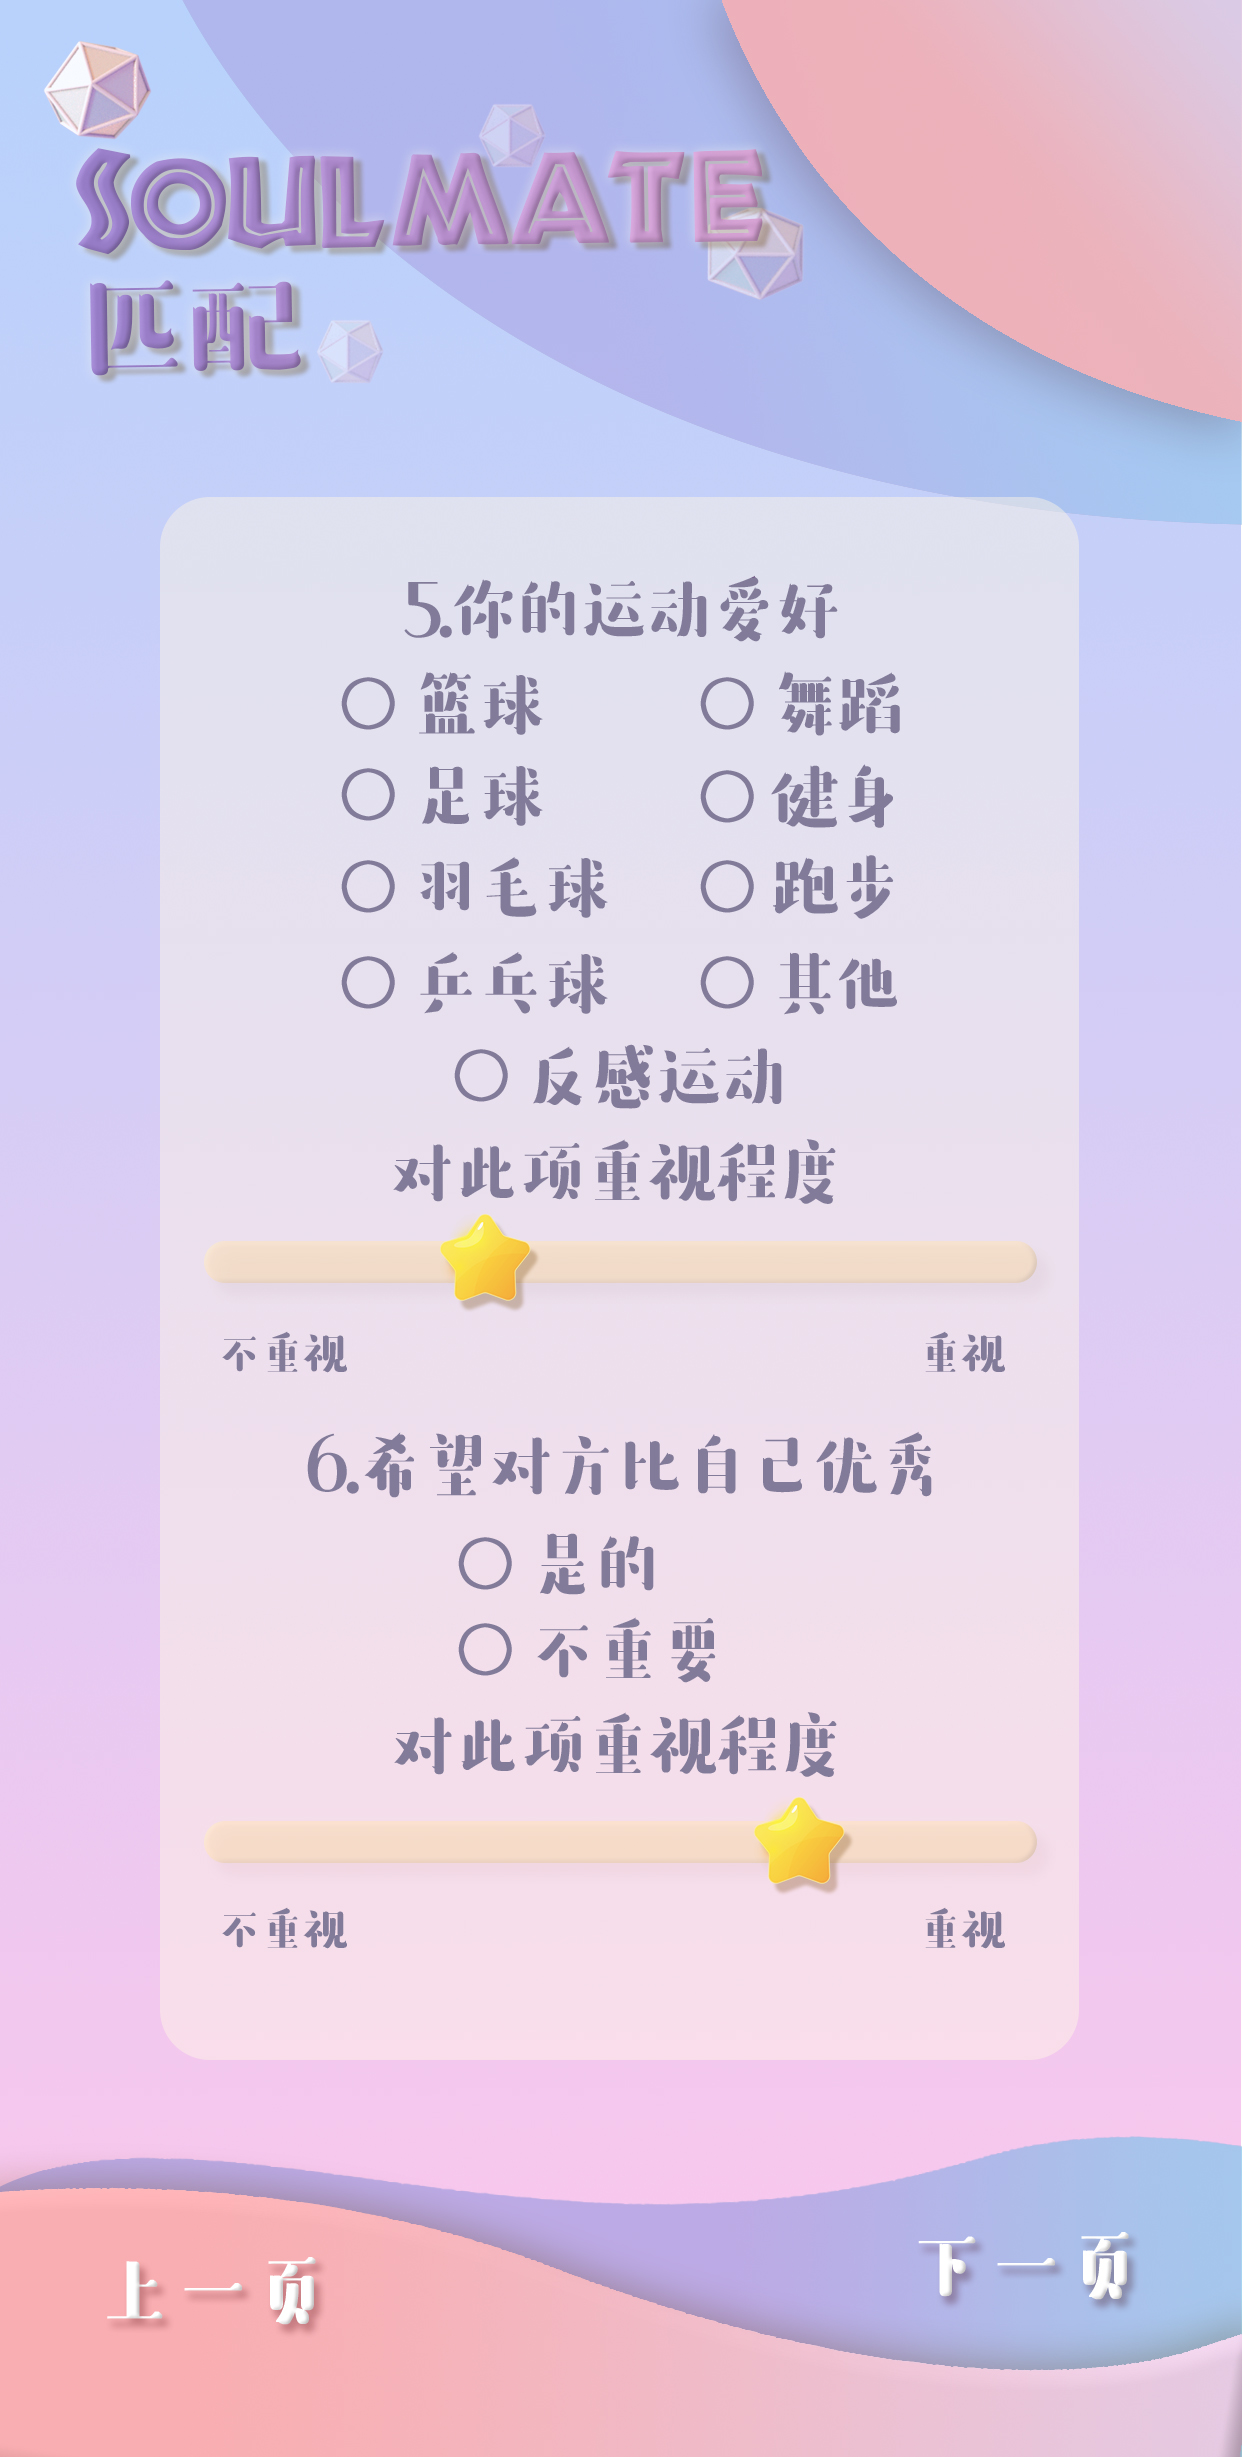 SOULMATE
匹配
5.你的运动爱好
篮球 舞蹈
足球 健身
羽毛球 跑步
乒乓球 其他
反感运动
对此项重视程度
不重视 重视
6.希望对方比自己优秀
是的
不重要
对此项重视程度
不重视 重视
上一页 下一页